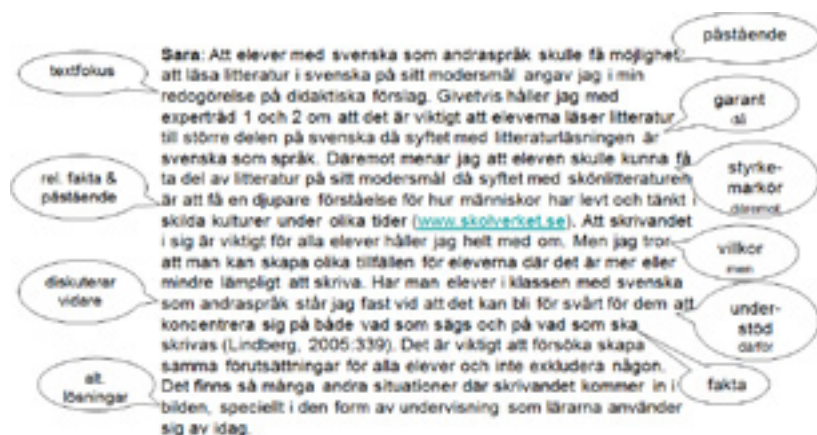 påstående
Sara: Att elever med svenska som andraspråk skulle få möjlighet
textfokus
att läsa litteratur i svenska på sitt modersmål angav jag i min
redogörelse på didaktiska förslag. Givetvis håller jag med
garant
expertråd 1 och 2 om att det är viktigt att eleverna läser litteratur
till större delen på svenska då syftet med litteraturläsningen är
svenska som språk. Däremot menar jag att eleven skulle kunna få
rel. fakta &
påstående
ta del av litteratur på sitt modersmål då syftet med skönlitteraturen
styrke-
markör
däremot
är att få en djupare förståelse för hur människor har levt och tänkt i
skilda kulturer under olika tider (www.skolverket.se). Att skrivandet
i sig är viktigt för alla elever håller jag helt med om. Men jag tror
villkor
men
att man kan skapa olika tillfällen för eleverna där det är mer eller
diskuterar
vidare
mindre lämpligt att skriva. Har man elever i klassen med svenska
som andraspråk står jag fast vid att det kan bli för svårt för dem att
under-
stöd
därför
koncentrera sig på både vad som sägs och på vad som ska
skrivas (Lindberg, 2005:339). Det är viktigt att försöka skapa
samma förutsättningar för alla elever och inte exkludera någon.
fakta
alt.
lösningar
Det finns så många andra situationer där skrivandet kommer in i
bilden, speciellt i den form av undervisning som lärarna använder
sig av idag.